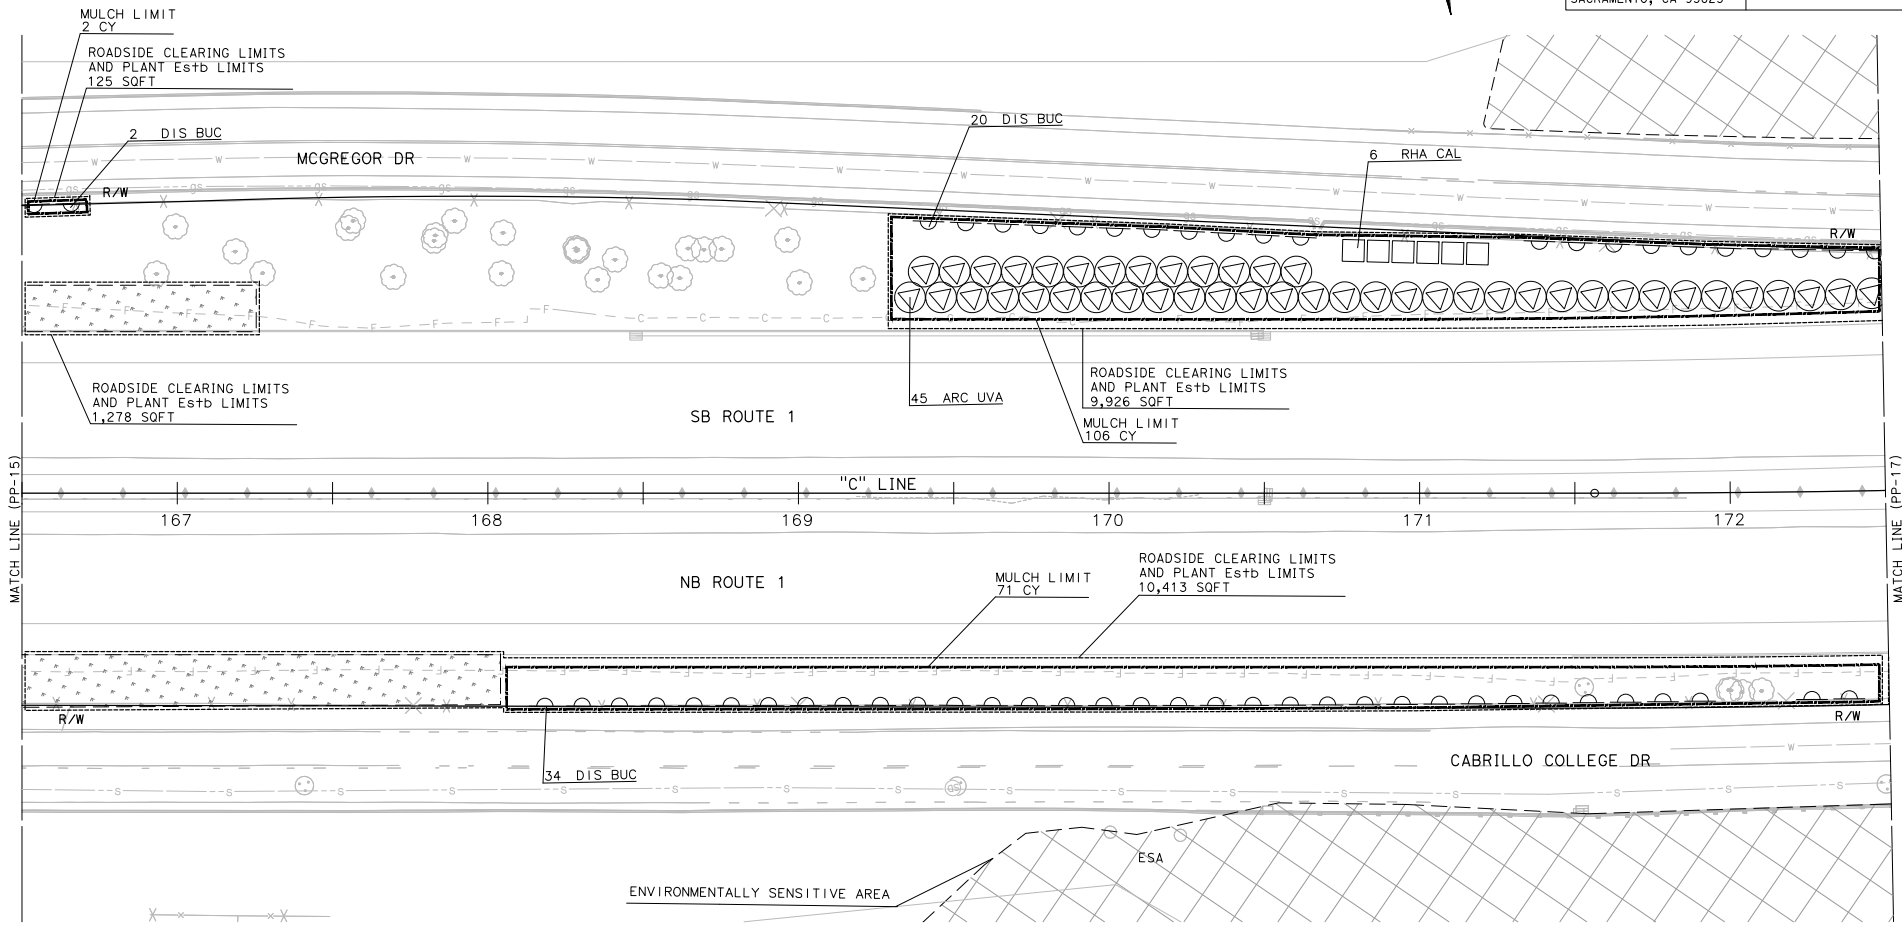 SACRAMENTO, CA 95825
MULCH LIMIT
2 CY
ROADSIDE CLEARING LIMITS
AND PLANT Estb LIMITS
125 SQFT
2 DIS BUC
MCGREGOR DR
R/W
20 DIS BUC
6 RHA CAL
R/W
ROADSIDE CLEARING LIMITS
AND PLANT Estb LIMITS
1,278 SQFT
45 ARC UVA
ROADSIDE CLEARING LIMITS
AND PLANT Estb LIMITS
9,926 SQFT
MULCH LIMIT
106 CY
SB ROUTE 1
MATCH LINE (PP-15)
"C" LINE
MATCH LINE (PP-17)
167 168 169 170 171 172
NB ROUTE 1
MULCH LIMIT
71 CY
ROADSIDE CLEARING LIMITS
AND PLANT Estb LIMITS
10,413 SQFT
R/W
R/W
34 DIS BUC
CABRILLO COLLEGE DR
ESA
ENVIRONMENTALLY SENSITIVE AREA